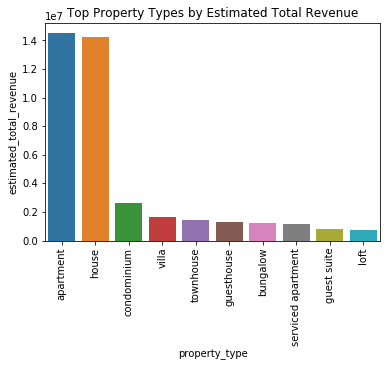 Top Property Types by Estimated Total Revenue
1e7
1.4
1.2
1.0
0.8
0.6
0.4
0.2
0.0
estimated_total_revenue
apartment
house
condominium
villa
townhouse
guesthouse
bungalow
serviced apartment
guest suite
loft
property_type